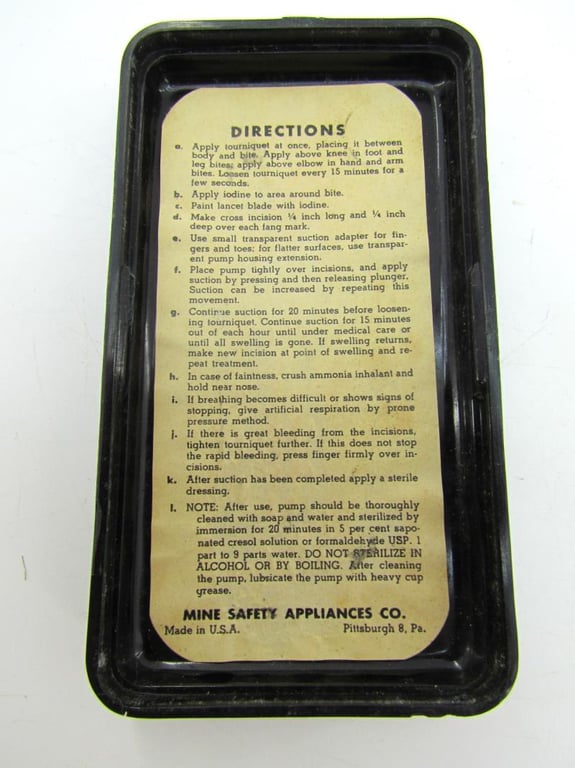 DIRECTIONS
a. Apply tourniquet at once, placing it between
body and bite. Apply above knee in foot and
leg bites; apply above elbow in hand and arm
bites. Loosen tourniquet every 15 minutes for a
few seconds.
b. Apply iodine to area around bite.
c. Paint lancet blade with iodine.
d. Make cross incision ¼ inch long and ¼ inch
deep over each fang mark.
e. Use small transparent suction adapter for fin-
gers and toes; for flatter surfaces, use transpar-
ent pump housing extension.
f. Place pump tightly over incisions, and apply
suction by pressing and then releasing plunger.
Suction can be increased by repeating this
movement.
g. Continue suction for 20 minutes before loosen-
ing tourniquet. Continue suction for 15 minutes
out of each hour until under medical care or
until all swelling is gone. If swelling returns,
make new incision at point of swelling and re-
peat treatment.
h. In case of faintness, crush ammonia inhalant and
hold near nose.
i. If breathing becomes difficult or shows signs of
stopping, give artificial respiration by prone
pressure method.
j. If there is great bleeding from the incisions,
tighten tourniquet further. If this does not stop
the rapid bleeding, press finger firmly over in-
cisions.
k. After suction has been completed apply a sterile
dressing.
l. NOTE: After use, pump should be thoroughly
cleaned with soap and water and sterilized by
immersion for 20 minutes in 5 per cent sapo-
nated cresol solution or formaldehyde USP. 1
part to 9 parts water. DO NOT STERILIZE IN
ALCOHOL OR BY BOILING. After cleaning
the pump, lubsicate the pump with heavy cup
grease.
MINE SAFETY APPLIANCES CO.
Made in U.S.A. Pittsburgh 8, Pa.